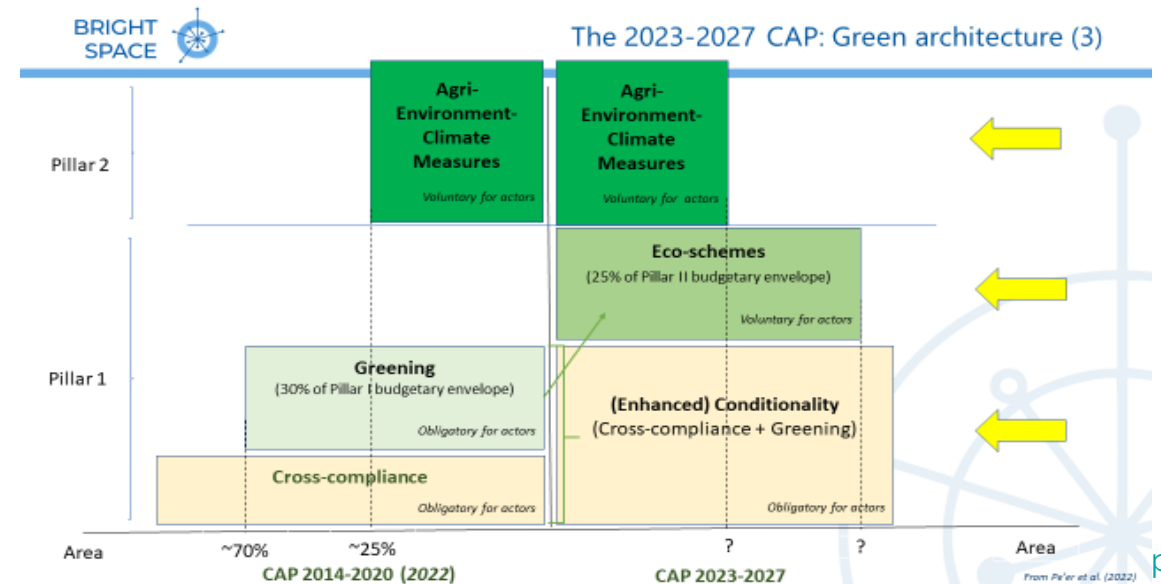 BRIGHT
SPACE
The 2023-2027 CAP: Green architecture (3)
Agri-
Environment-
Climate
Measures
Voluntary for actors
Agri-
Environment-
Climate
Measures
Voluntary for actors
Pillar 2
Eco-schemes
(25% of Pillar II budgetary envelope)
Voluntary for actors
Pillar 1
Greening
(30% of Pillar I budgetary envelope)
Obligatory for actors
(Enhanced) Conditionality
(Cross-compliance + Greening)
Obligatory for actors
Cross-compliance
Obligatory for actors
Area
~70%
~25%
?
?
Area
CAP 2014-2020 (2022)
CAP 2023-2027
From Pe'er et al. (2022)
p